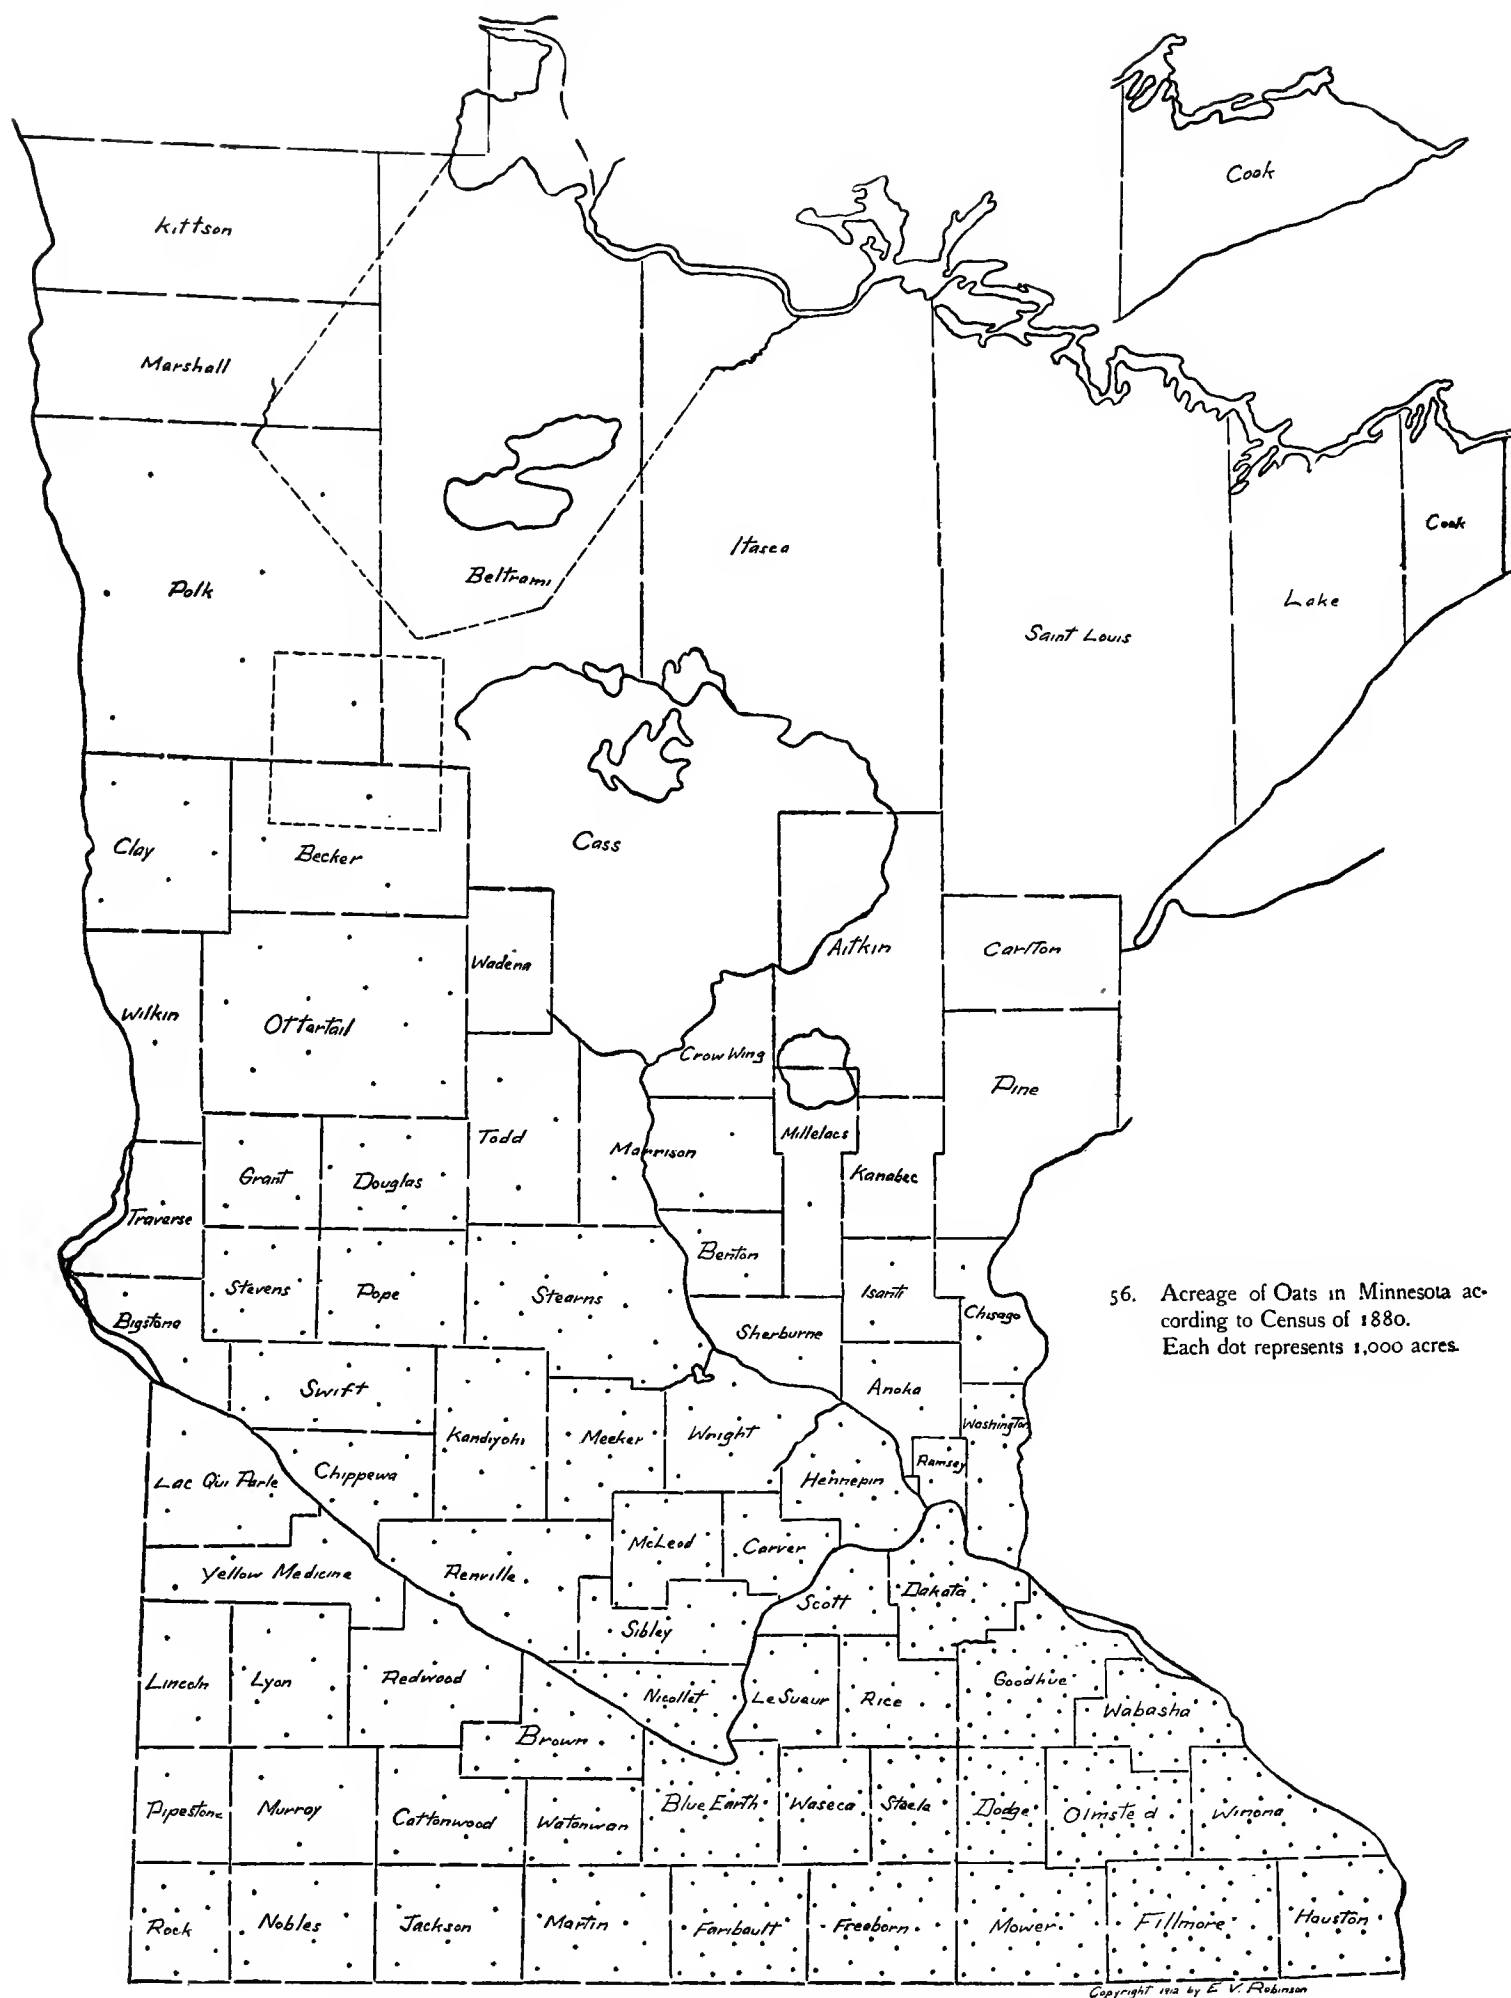 Cook
Kittson
Marshall
Polk
Beltrami
Itasca
Saint Louis
Lake
Cook
Clay
Becker
Cass
Wadena
Aitkin
Carlton
Wilkin
Ottertail
Crow Wing
Pine
Todd
Morrison
Millelacs
Kanabec
Grant
Douglas
Traverse
Benton
Stevens
Pope
Stearns
Isanti
Chisago
Bigstone
Sherburne
56. Acreage of Oats in Minnesota ac-
cording to Census of 1880.
Each dot represents 1,000 acres.
Swift
Anoka
Washington
Kandiyohi
Meeker
Wright
Ramsey
Lac Qui Parle
Chippewa
Hennepin
McLeod
Carver
Yellow Medicine
Renville
Scott
Dakota
Sibley
Lincoln
Lyon
Redwood
Nicollet
Le Sueur
Rice
Goodhue
Wabasha
Brown
Pipestone
Murray
Cottonwood
Watonwan
Blue Earth
Waseca
Steele
Dodge
Olmsted
Winona
Rock
Nobles
Jackson
Martin
Faribault
Freeborn
Mower
Fillmore
Houston
Copyright 1912 by E. V. Robinson